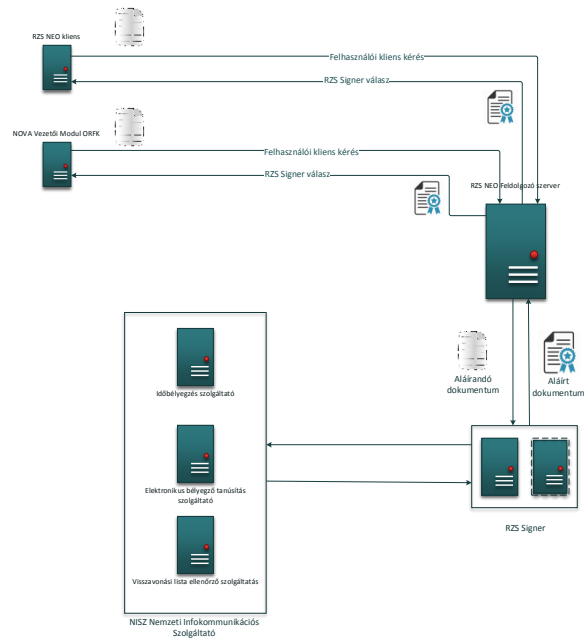 RZS NEO kliens
Felhasználói kliens kérés
RZS Signer válasz
NOVA Vezetői Modul ORFK
Felhasználói kliens kérés
RZS Signer válasz
RZS NEO Feldolgozó szerver
Aláírandó
dokumentum
Aláírt
dokumentum
Időbélyegzés szolgáltató
Elektronikus bélyegző tanúsítás
szolgáltató
Visszavonási lista ellenőrző szolgáltatás
RZS Signer
NISZ Nemzeti Infokommunikációs
Szolgáltató